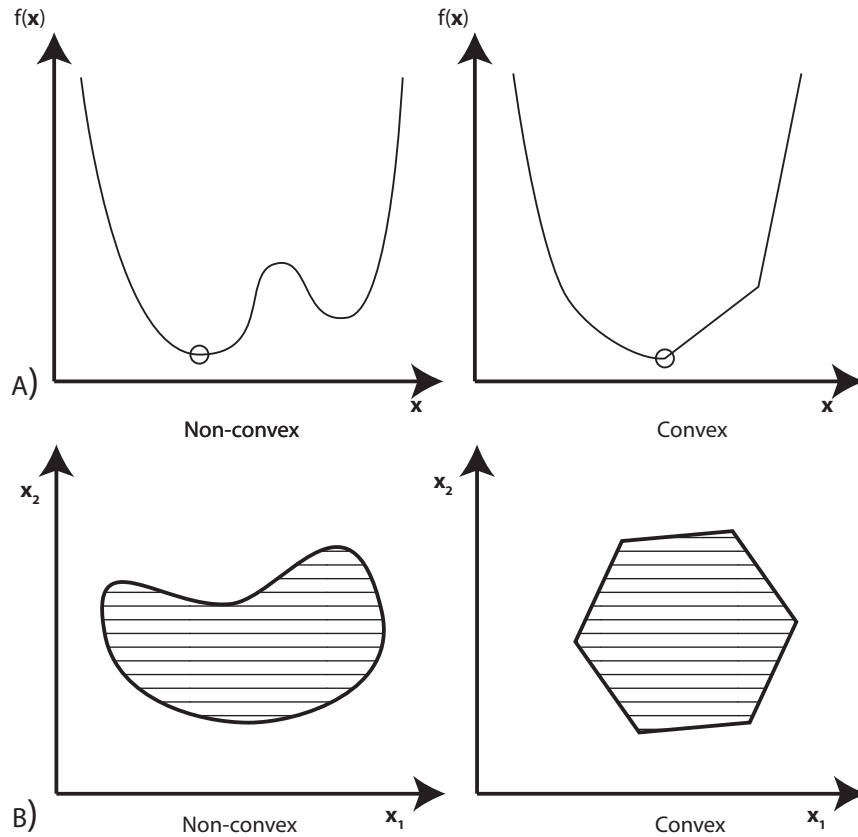 f(x)
f(x)
A)
x
x
Non-convex
Convex
x₂
x₂
B)
x₁
x₁
Non-convex
Convex